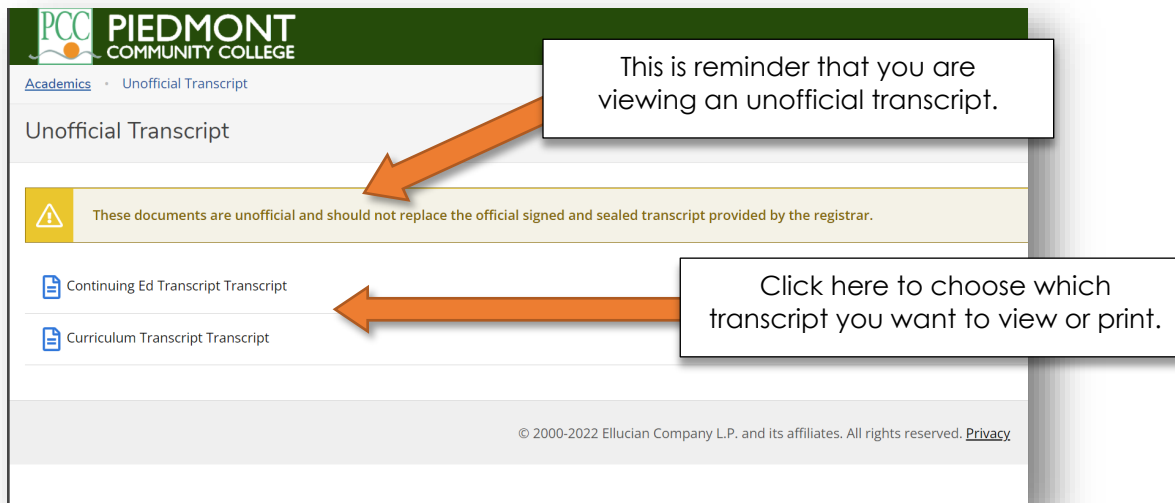 PCC PIEDMONT
COMMUNITY COLLEGE
Academics • Unofficial Transcript
Unofficial Transcript
This is reminder that you are
viewing an unofficial transcript.
These documents are unofficial and should not replace the official signed and sealed transcript provided by the registrar.
Continuing Ed Transcript Transcript
Click here to choose which
transcript you want to view or print.
Curriculum Transcript Transcript
© 2000-2022 Ellucian Company L.P. and its affiliates. All rights reserved. Privacy